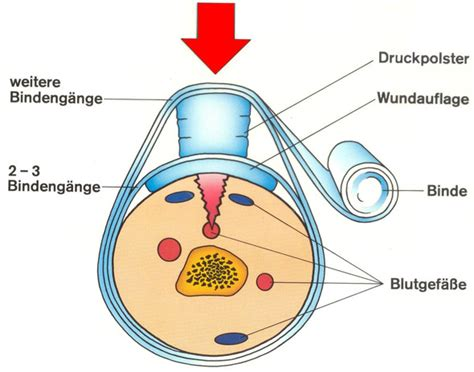 Druckpolster
weitere
Bindengänge
Wundauflage
2 – 3
Bindengänge
Binde
Blutgefäße